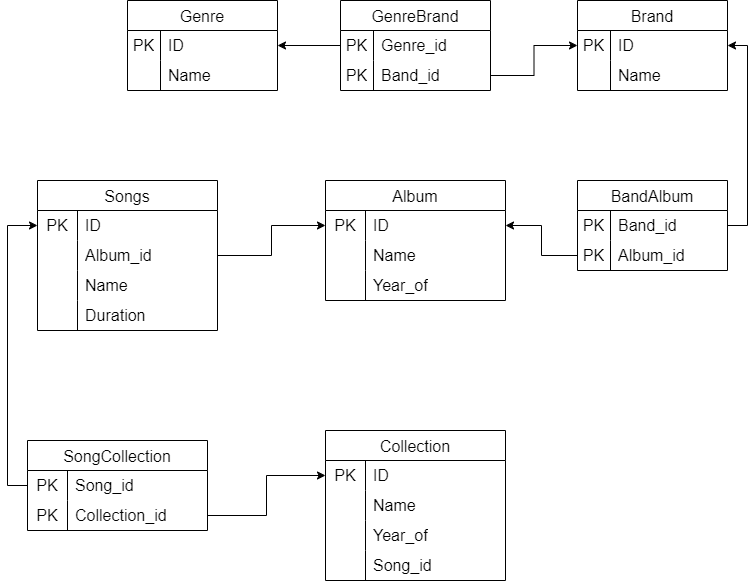 Genre
PK ID
Name
GenreBrand
PK Genre_id
PK Band_id
Brand
PK ID
Name
Songs
PK ID
Album_id
Name
Duration
Album
PK ID
Name
Year_of
BandAlbum
PK Band_id
PK Album_id
SongCollection
PK Song_id
PK Collection_id
Collection
PK ID
Name
Year_of
Song_id